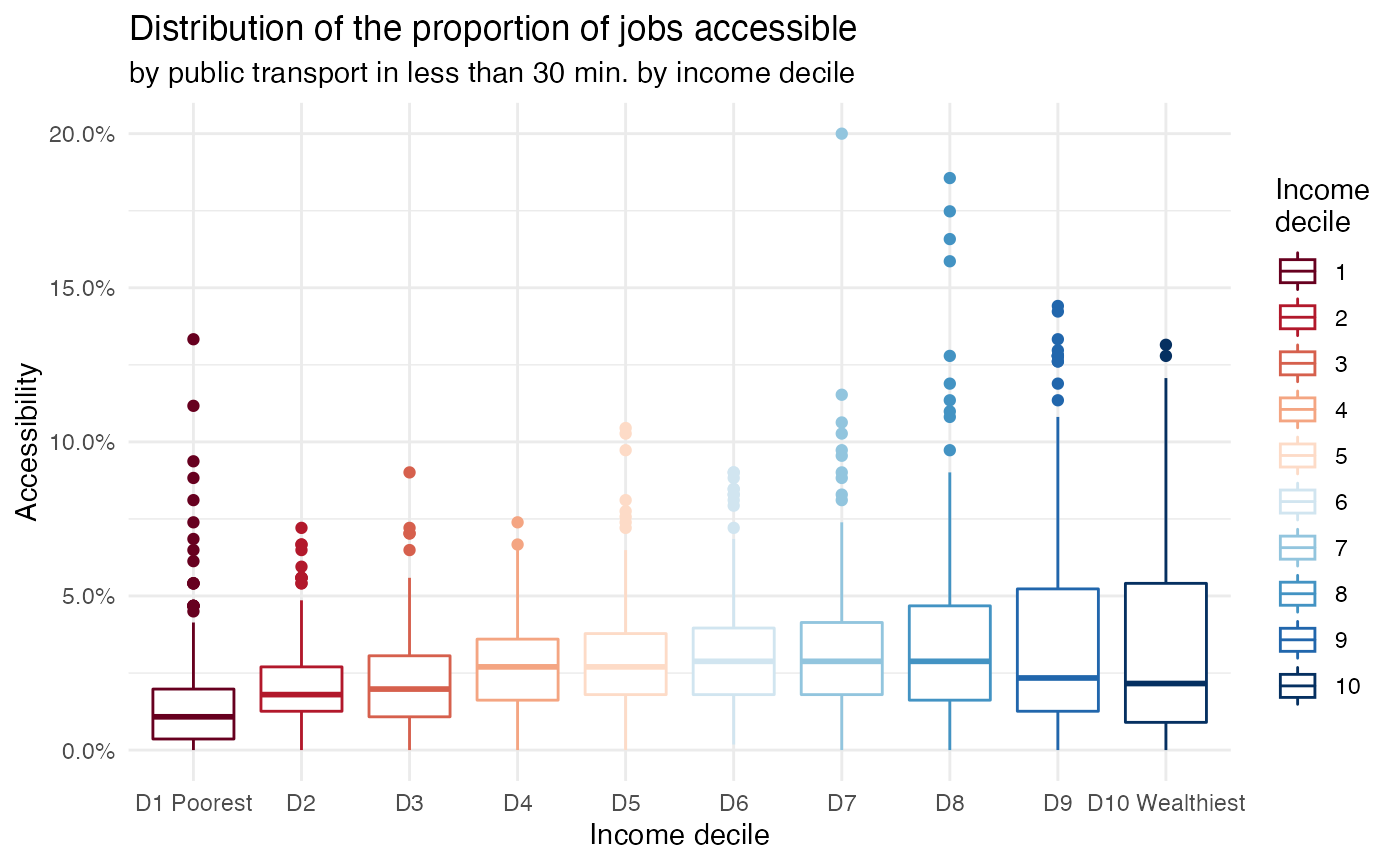 Distribution of the proportion of jobs accessible
by public transport in less than 30 min. by income decile
Accessibility
20.0%
15.0%
10.0%
5.0%
0.0%
D1 Poorest D2 D3 D4 D5 D6 D7 D8 D9 D10 Wealthiest
Income decile
Income
decile
1
2
3
4
5
6
7
8
9
10